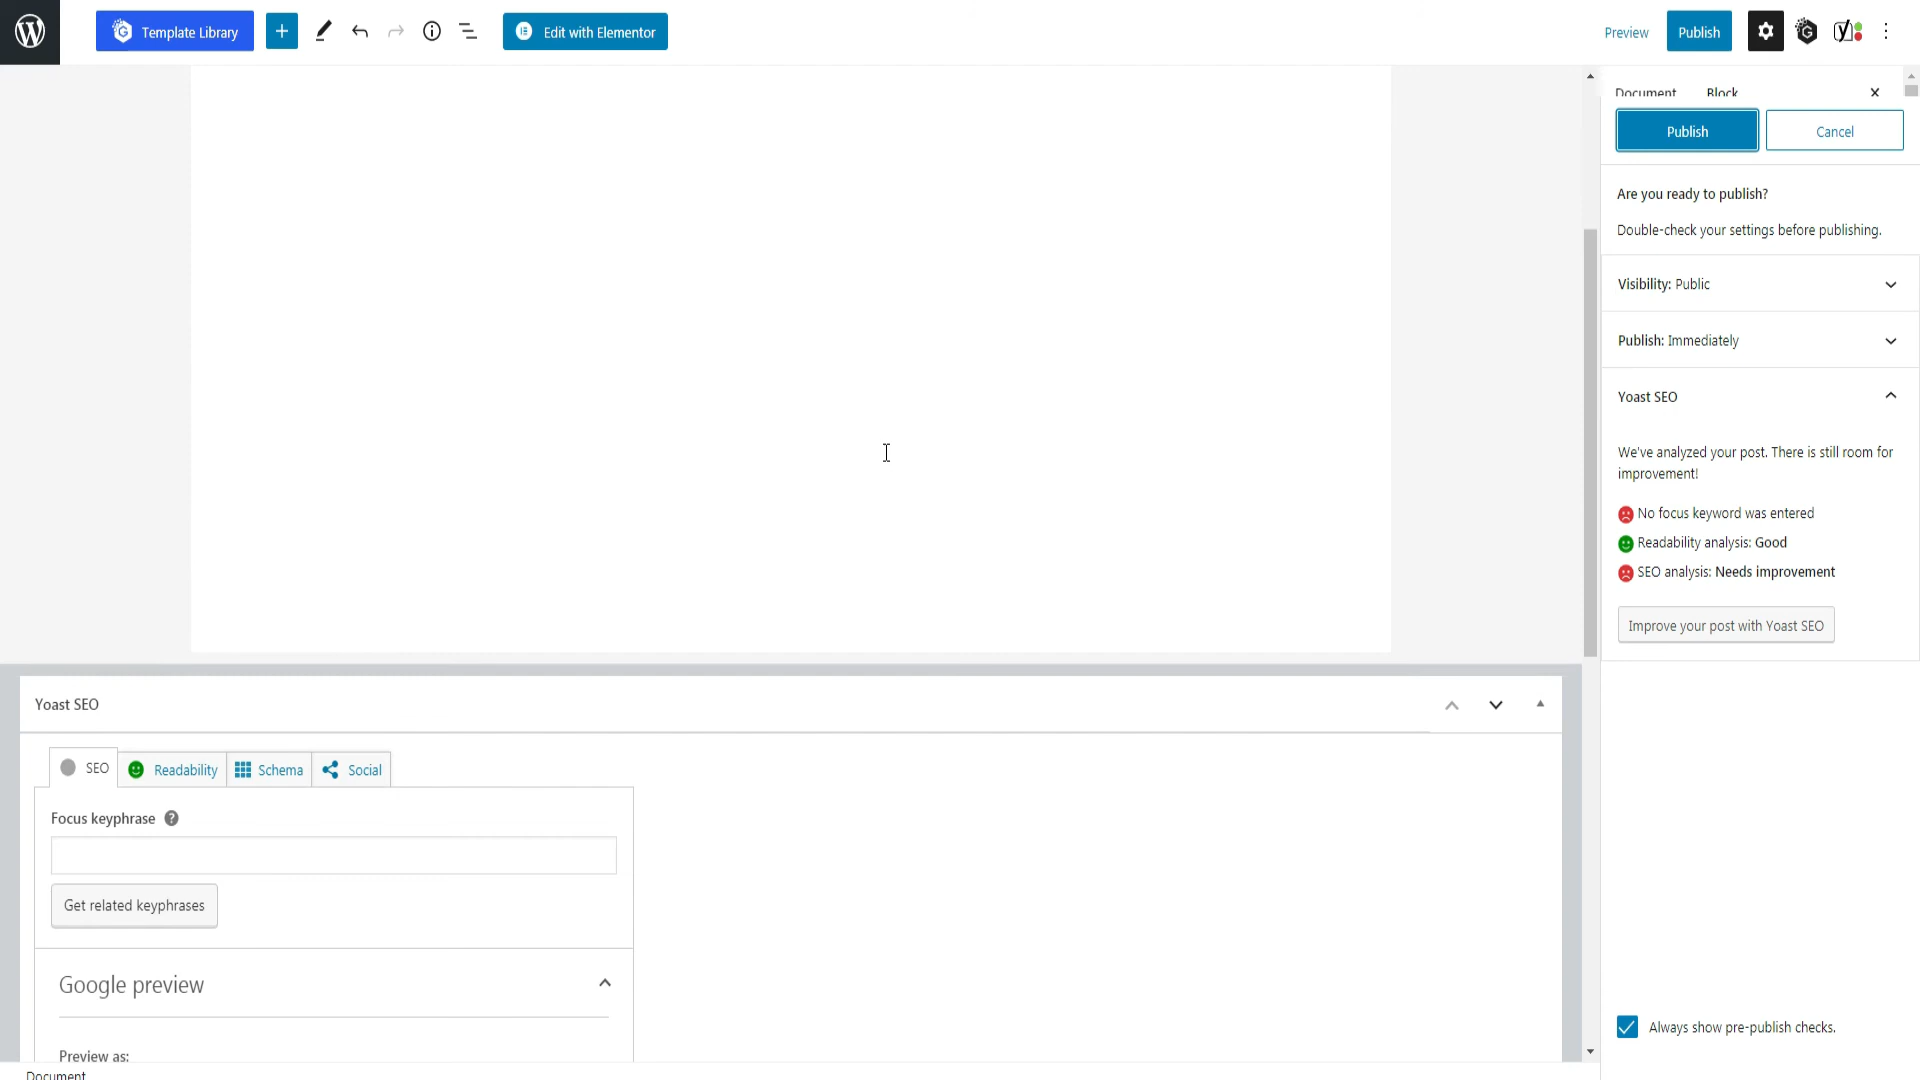 Template Library
Edit with Elementor
Preview
Publish
Document Block
Publish
Cancel
Are you ready to publish?
Double-check your settings before publishing.
Visibility: Public
Publish: Immediately
Yoast SEO
We've analyzed your post. There is still room for
improvement!
No focus keyword was entered
Readability analysis: Good
SEO analysis: Needs improvement
Improve your post with Yoast SEO
Yoast SEO
SEO
Readability
Schema
Social
Focus keyphrase
Get related keyphrases
Google preview
Preview as:
Always show pre-publish checks.
Document